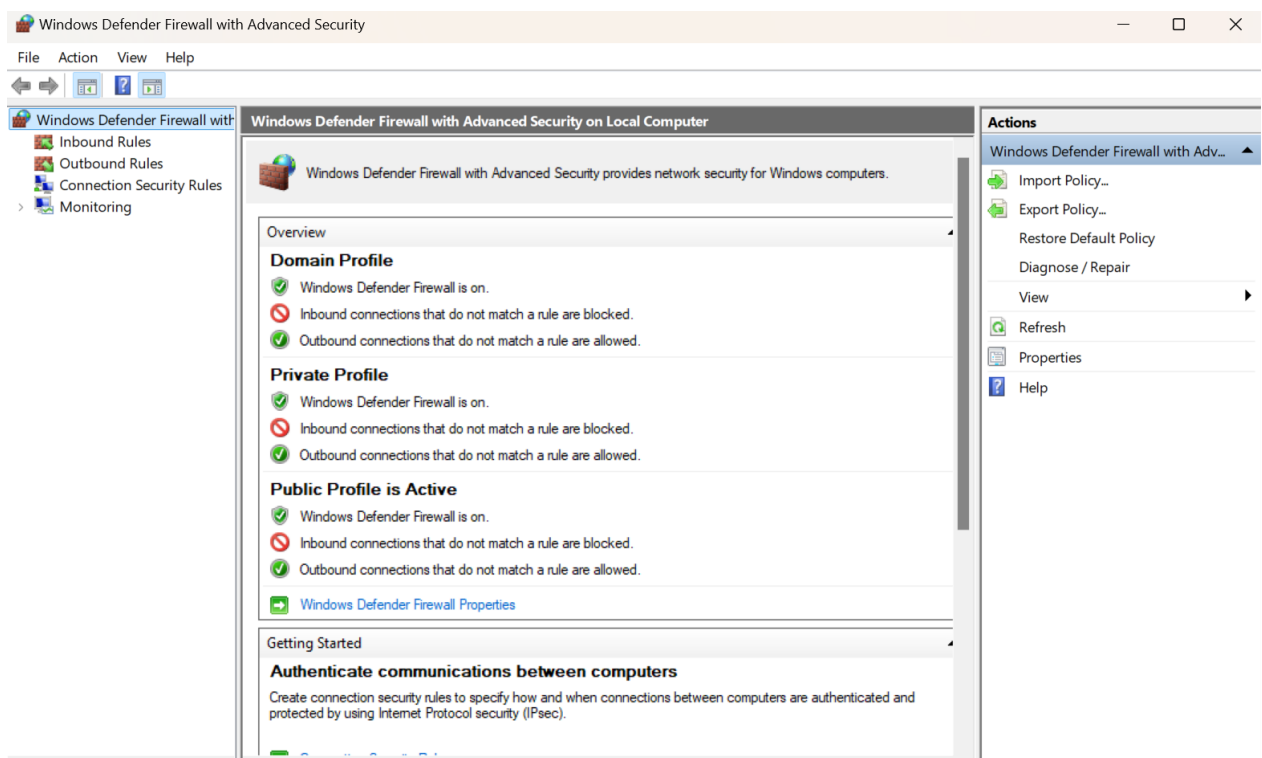 Windows Defender Firewall with Advanced Security
File Action View Help
Windows Defender Firewall with
Inbound Rules
Outbound Rules
Connection Security Rules
Monitoring
Windows Defender Firewall with Advanced Security on Local Computer
Windows Defender Firewall with Advanced Security provides network security for Windows computers.
Overview
Domain Profile
Windows Defender Firewall is on.
Inbound connections that do not match a rule are blocked.
Outbound connections that do not match a rule are allowed.
Private Profile
Windows Defender Firewall is on.
Inbound connections that do not match a rule are blocked.
Outbound connections that do not match a rule are allowed.
Public Profile is Active
Windows Defender Firewall is on.
Inbound connections that do not match a rule are blocked.
Outbound connections that do not match a rule are allowed.
Windows Defender Firewall Properties
Getting Started
Authenticate communications between computers
Create connection security rules to specify how and when connections between computers are authenticated and
protected by using Internet Protocol security (IPsec).
Actions
Windows Defender Firewall with Adv...
Import Policy...
Export Policy...
Restore Default Policy
Diagnose / Repair
View
Refresh
Properties
Help